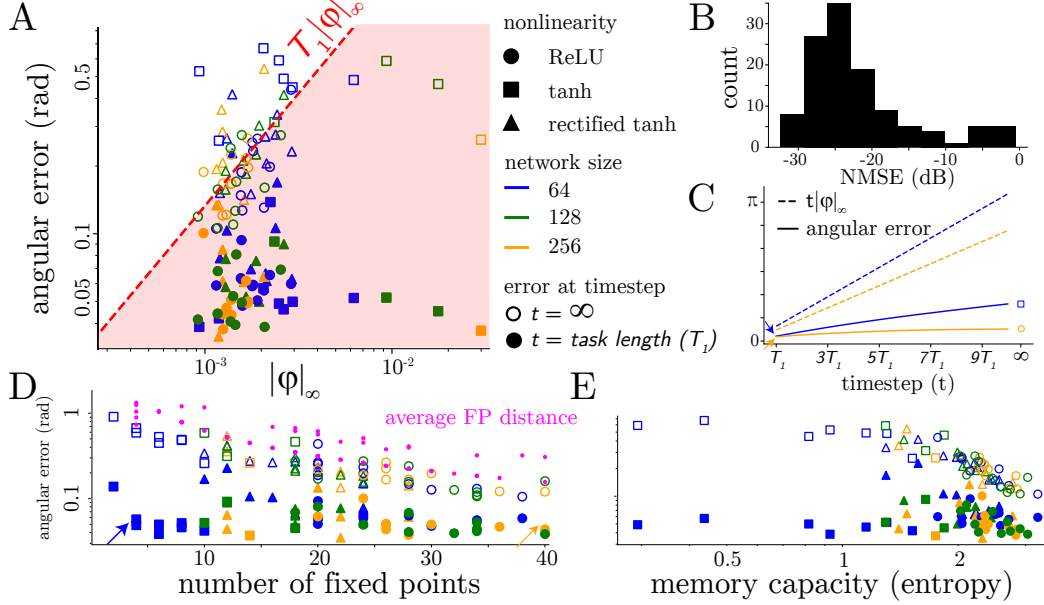 A
angular error (rad)
0.5
0.1
0.05
T₁|φ|∞
10⁻³
10⁻²
|φ|∞
nonlinearity
ReLU
tanh
rectified tanh
network size
64
128
256
error at timestep
t = ∞
t = task length (T₁)
B
count
30
20
10
0
-30
-20
-10
0
NMSE (dB)
C
π
0
t|φ|∞
angular error
T₁
3T₁
5T₁
7T₁
9T₁
∞
timestep (t)
D
angular error (rad)
1
0.1
average FP distance
10
20
30
40
number of fixed points
E
0.5
1
2
memory capacity (entropy)